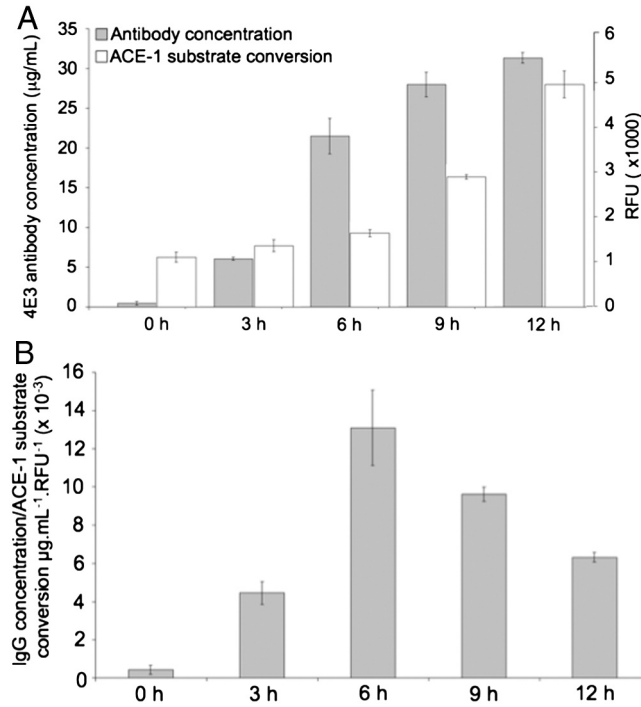 A
Antibody concentration
ACE-1 substrate conversion
4E3 antibody concentration (µg/mL)
35
30
25
20
15
10
5
0
RFU ( x1000)
6
5
4
3
2
1
0
0 h 3 h 6 h 9 h 12 h
B
IgG concentration/ACE-1 substrate
conversion µg.mL⁻¹.RFU⁻¹ (x 10⁻³)
16
14
12
10
8
6
4
2
0
0 h 3 h 6 h 9 h 12 h